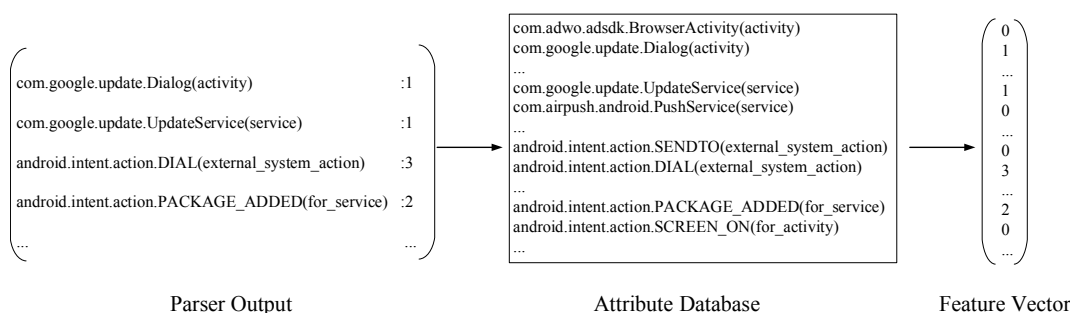 com.google.update.Dialog(activity) :1
com.google.update.UpdateService(service) :1
android.intent.action.DIAL(external_system_action) :3
android.intent.action.PACKAGE_ADDED(for_service) :2
... ...
Parser Output
com.adwo.adsdk.BrowserActivity(activity)
com.google.update.Dialog(activity)
...
com.google.update.UpdateService(service)
com.airpush.android.PushService(service)
...
android.intent.action.SENDTO(external_system_action)
android.intent.action.DIAL(external_system_action)
...
android.intent.action.PACKAGE_ADDED(for_service)
android.intent.action.SCREEN_ON(for_activity)
...
Attribute Database
0
1
...
1
0
...
0
3
...
2
0
...
Feature Vector